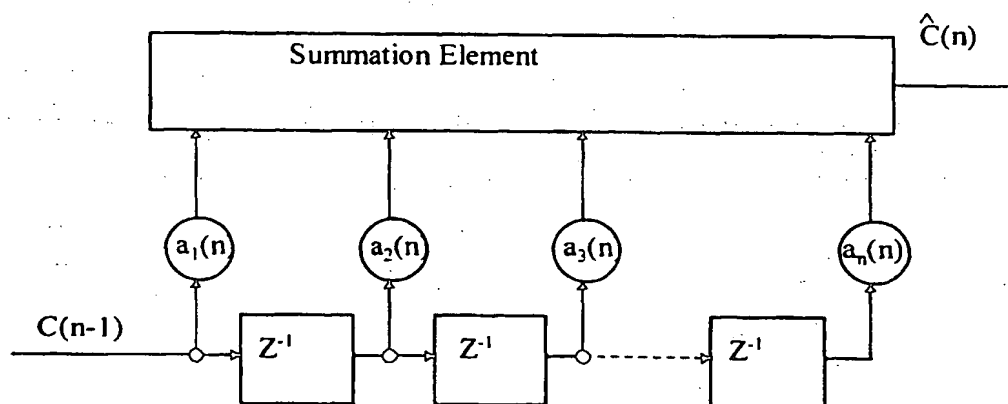 Ĉ(n)
Summation Element
a₁(n) a₂(n) a₃(n) aₙ(n)
C(n-1) Z⁻¹ Z⁻¹ Z⁻¹